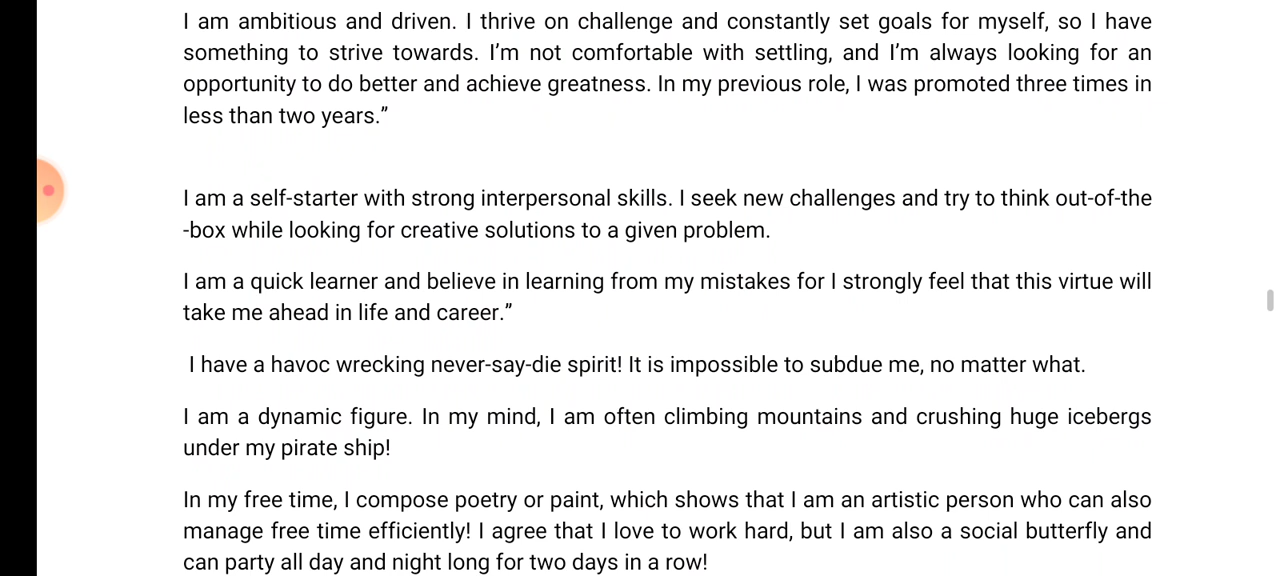 I am ambitious and driven. I thrive on challenge and constantly set goals for myself, so I have
something to strive towards. I’m not comfortable with settling, and I’m always looking for an
opportunity to do better and achieve greatness. In my previous role, I was promoted three times in
less than two years.”
I am a self-starter with strong interpersonal skills. I seek new challenges and try to think out-of-the
-box while looking for creative solutions to a given problem.
I am a quick learner and believe in learning from my mistakes for I strongly feel that this virtue will
take me ahead in life and career.”
I have a havoc wrecking never-say-die spirit! It is impossible to subdue me, no matter what.
I am a dynamic figure. In my mind, I am often climbing mountains and crushing huge icebergs
under my pirate ship!
In my free time, I compose poetry or paint, which shows that I am an artistic person who can also
manage free time efficiently! I agree that I love to work hard, but I am also a social butterfly and
can party all day and night long for two days in a row!